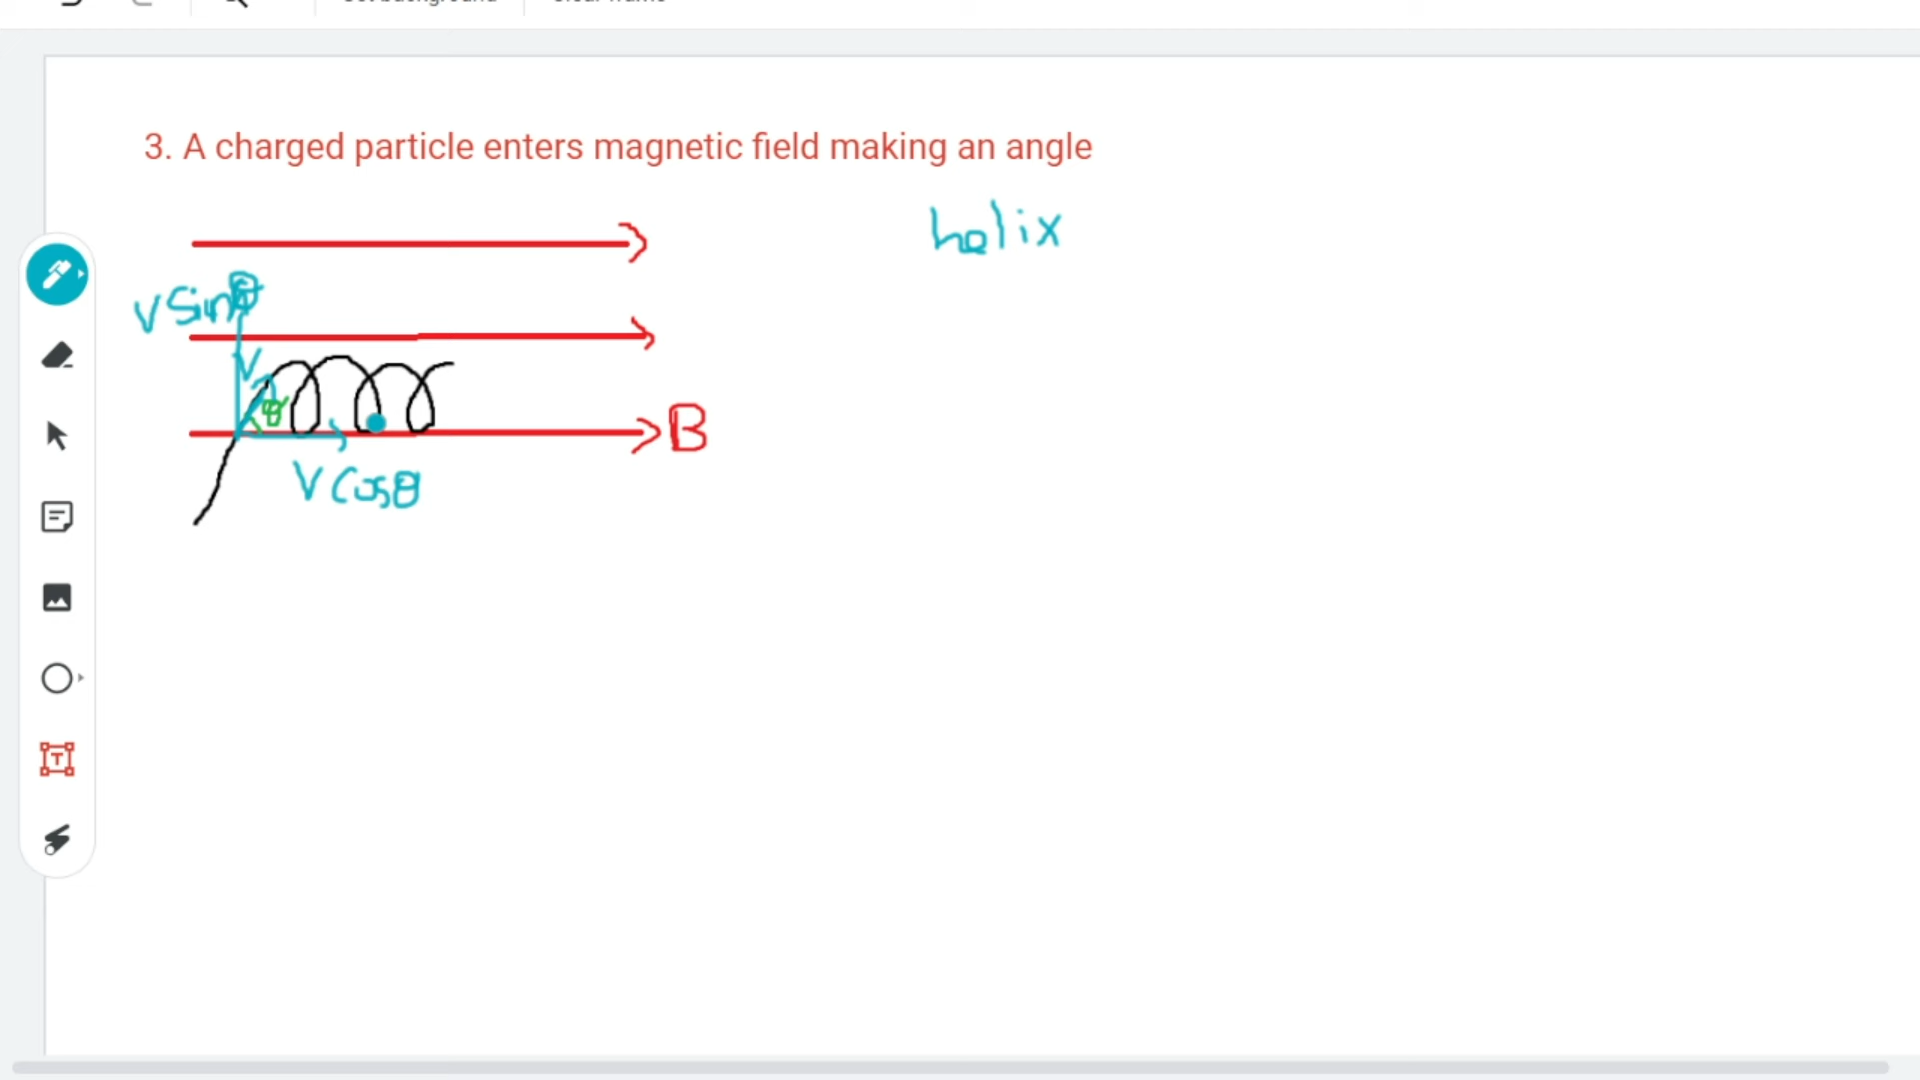 3. A charged particle enters magnetic field making an angle
helix
V Sinθ
V
θ
B
V Cosθ